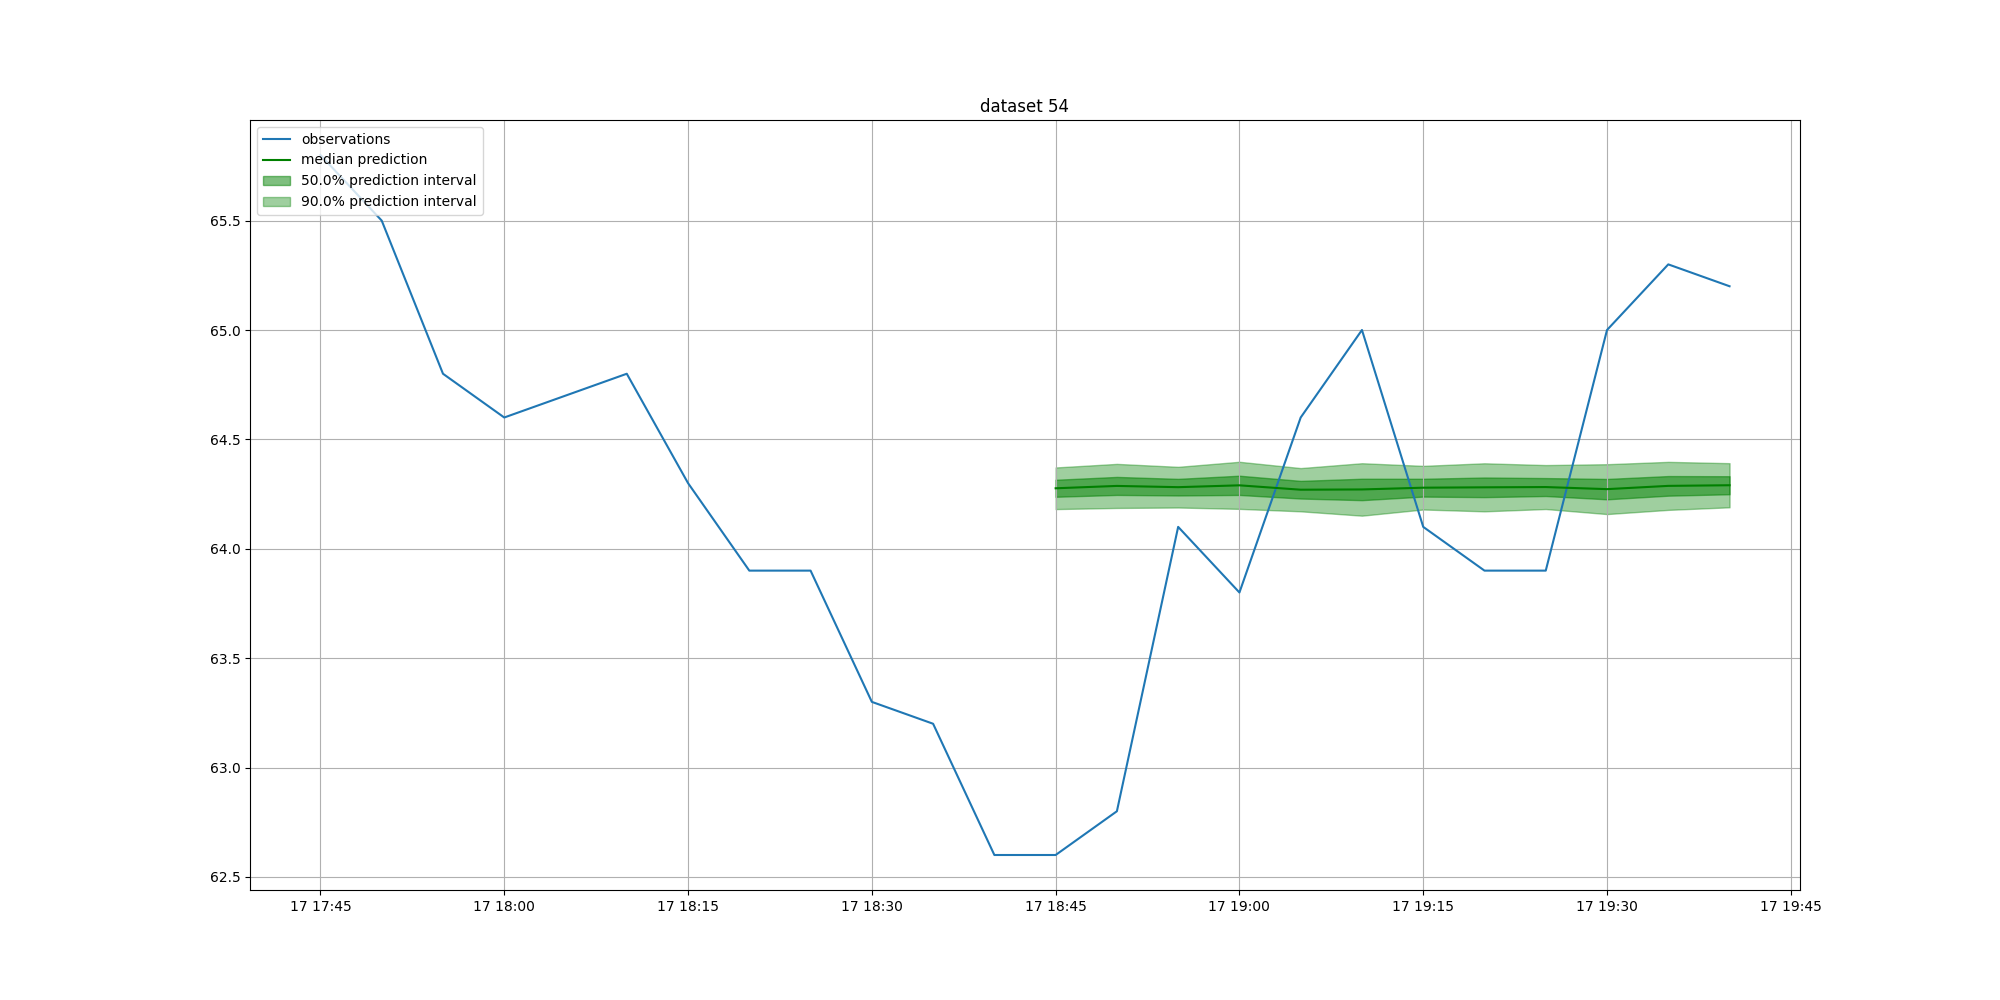 dataset 54
observations
median prediction
50.0% prediction interval
90.0% prediction interval
65.5
65.0
64.5
64.0
63.5
63.0
62.5
17 17:45 17 18:00 17 18:15 17 18:30 17 18:45 17 19:00 17 19:15 17 19:30 17 19:45